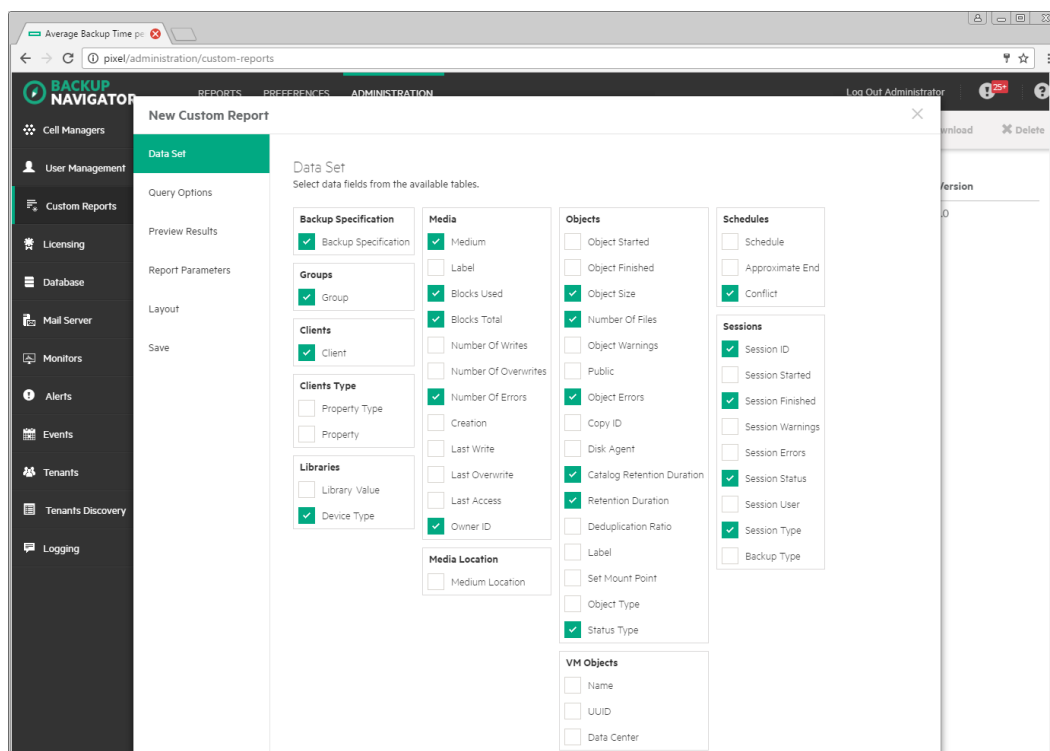 Average Backup Time pe
pixel/administration/custom-reports
BACKUP
NAVIGATOR
REPORTS PREFERENCES ADMINISTRATION
Log Out Administrator
25+
?
Cell Managers
User Management
Custom Reports
Licensing
Database
Mail Server
Monitors
Alerts
Events
Tenants
Tenants Discovery
Logging
wnload
Delete
Version
.0
New Custom Report
Data Set
Query Options
Preview Results
Report Parameters
Layout
Save
Data Set
Select data fields from the available tables.
Backup Specification
Backup Specification
Groups
Group
Clients
Client
Clients Type
Property Type
Property
Libraries
Library Value
Device Type
Media
Medium
Label
Blocks Used
Blocks Total
Number Of Writes
Number Of Overwrites
Number Of Errors
Creation
Last Write
Last Overwrite
Last Access
Owner ID
Media Location
Medium Location
Objects
Object Started
Object Finished
Object Size
Number Of Files
Object Warnings
Public
Object Errors
Copy ID
Disk Agent
Catalog Retention Duration
Retention Duration
Deduplication Ratio
Label
Set Mount Point
Object Type
Status Type
VM Objects
Name
UUID
Data Center
Schedules
Schedule
Approximate End
Conflict
Sessions
Session ID
Session Started
Session Finished
Session Warnings
Session Errors
Session Status
Session User
Session Type
Backup Type